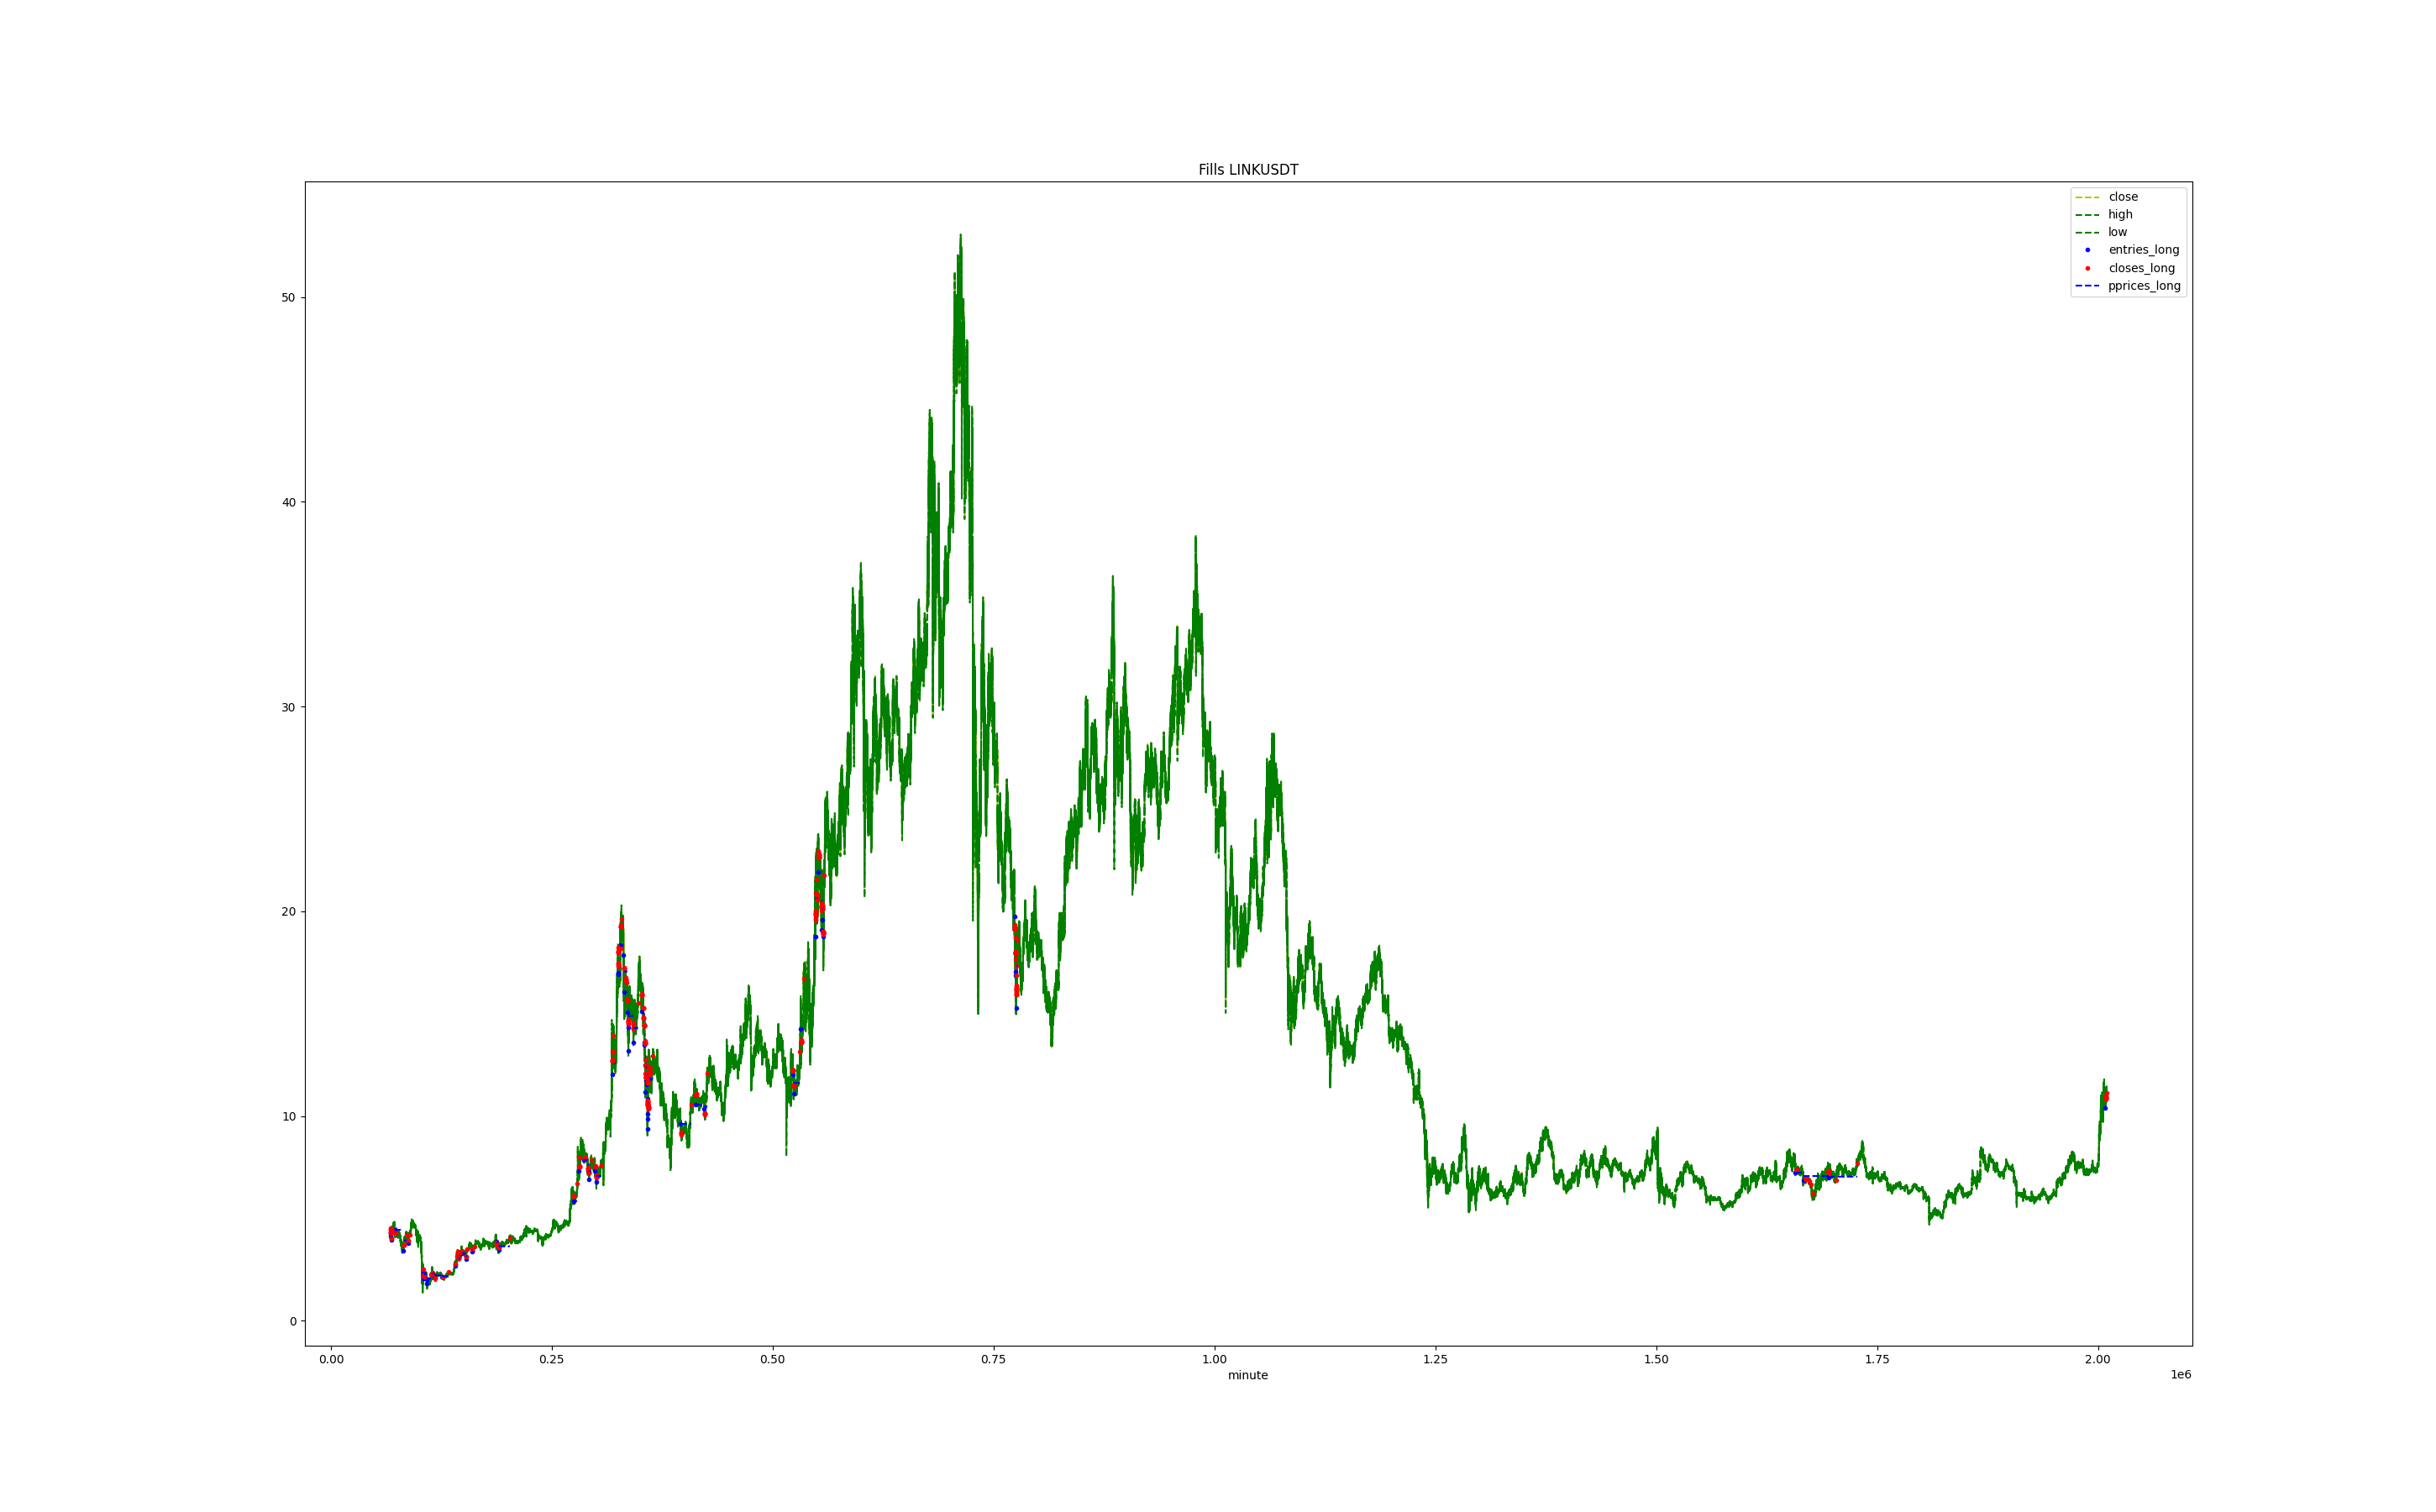 Fills LINKUSDT
close
high
low
entries_long
closes_long
pprices_long
50
40
30
20
10
0
0.00 0.25 0.50 0.75 1.00 1.25 1.50 1.75 2.00
minute 1e6